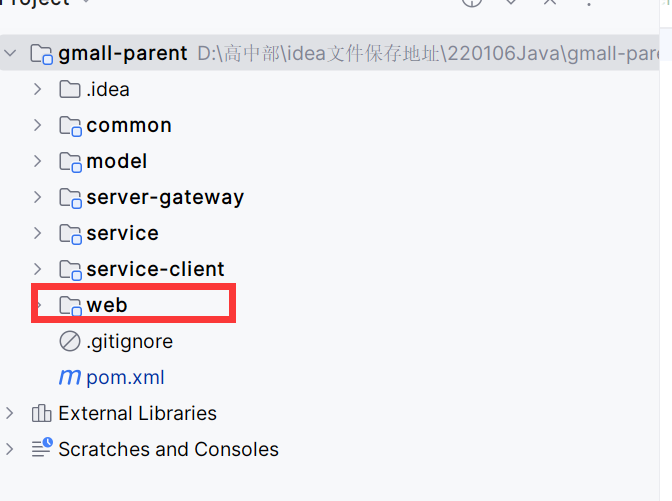 Project
gmall-parent D:\高中部\idea文件保存地址\220106Java\gmall-pare
.idea
common
model
server-gateway
service
service-client
web
.gitignore
pom.xml
External Libraries
Scratches and Consoles